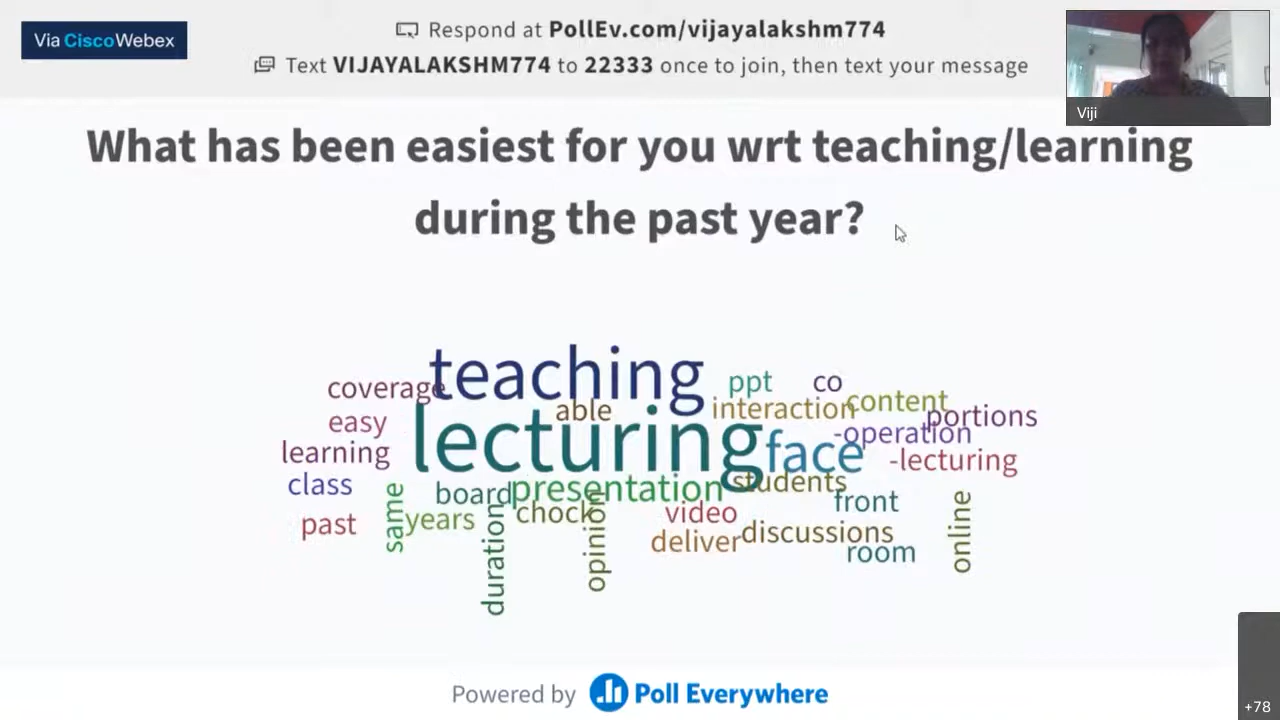 Via CiscoWebex
Respond at PollEv.com/vijayalakshm774
Text VIJAYALAKSHM774 to 22333 once to join, then text your message
Viji
What has been easiest for you wrt teaching/learning
during the past year?
teaching
coverage
ppt
co
able
interaction
content
portions
easy
lecturing
face
-operation
learning
-lecturing
class
board
presentation
students
front
past
same
years
duration
chock
opinion
video
deliver
discussions
room
online
Powered by Poll Everywhere
+78